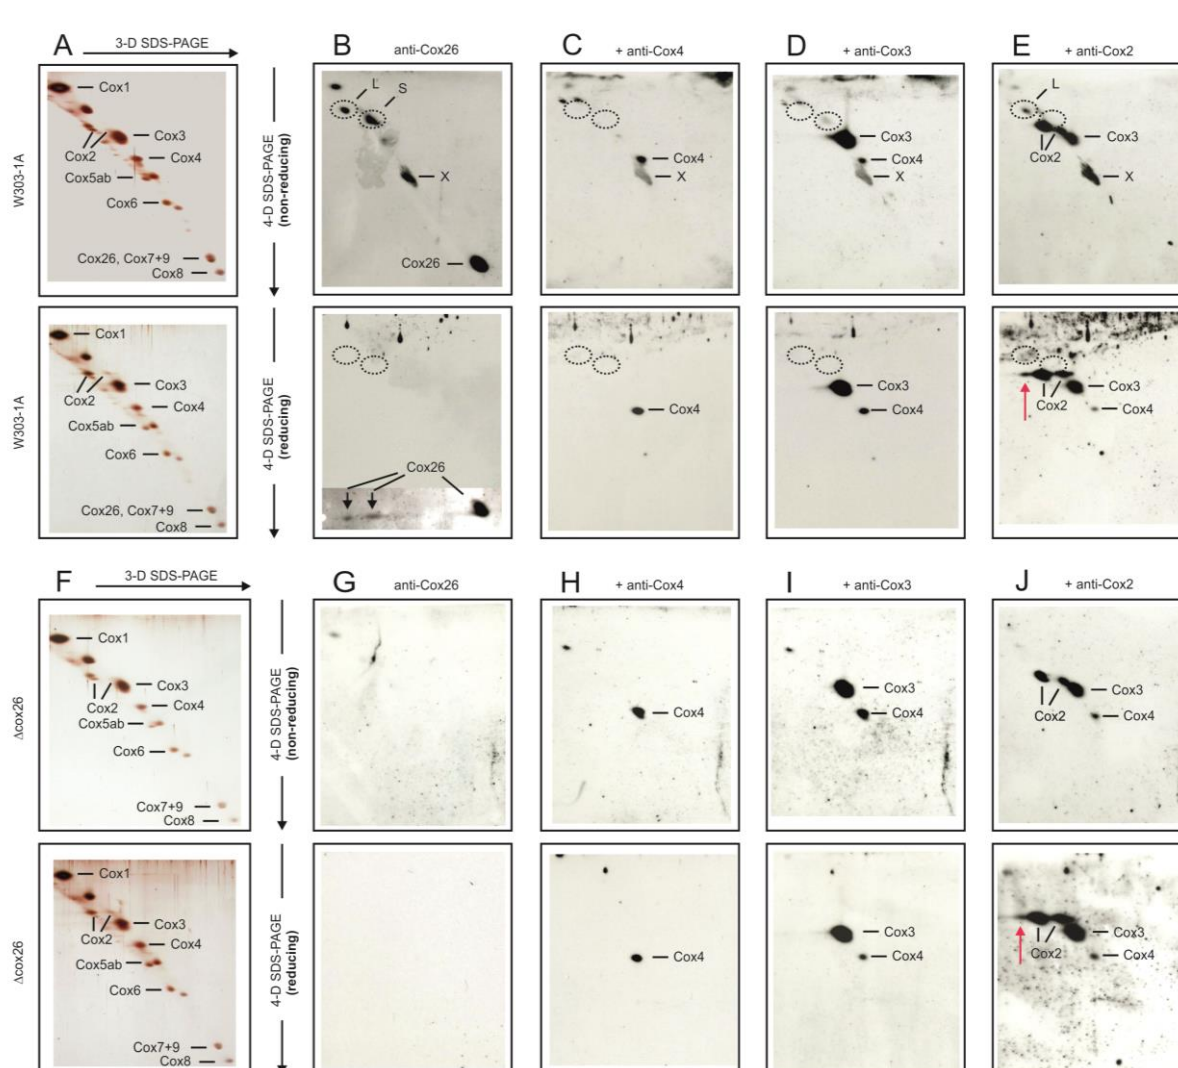 A
3-D SDS-PAGE
B
anti-Cox26
C
+ anti-Cox4
D
+ anti-Cox3
E
+ anti-Cox2
W303-1A
Cox1
Cox2
Cox3
Cox4
Cox5ab
Cox6
Cox26, Cox7+9
Cox8
4-D SDS-PAGE
(non-reducing)
L
S
X
Cox26
Cox4
X
Cox3
Cox4
X
L
Cox3
Cox2
X
W303-1A
Cox1
Cox2
Cox3
Cox4
Cox5ab
Cox6
Cox26, Cox7+9
Cox8
4-D SDS-PAGE
(reducing)
Cox26
Cox4
Cox3
Cox4
Cox3
Cox2
Cox4
F
3-D SDS-PAGE
G
anti-Cox26
H
+ anti-Cox4
I
+ anti-Cox3
J
+ anti-Cox2
Δcox26
Cox1
Cox3
Cox2
Cox4
Cox5ab
Cox6
Cox7+9
Cox8
4-D SDS-PAGE
(non-reducing)
Cox4
Cox3
Cox4
Cox3
Cox2
Cox4
Δcox26
Cox1
Cox3
Cox2
Cox4
Cox5ab
Cox6
Cox7+9
Cox8
4-D SDS-PAGE
(reducing)
Cox4
Cox3
Cox4
Cox3
Cox2
Cox4